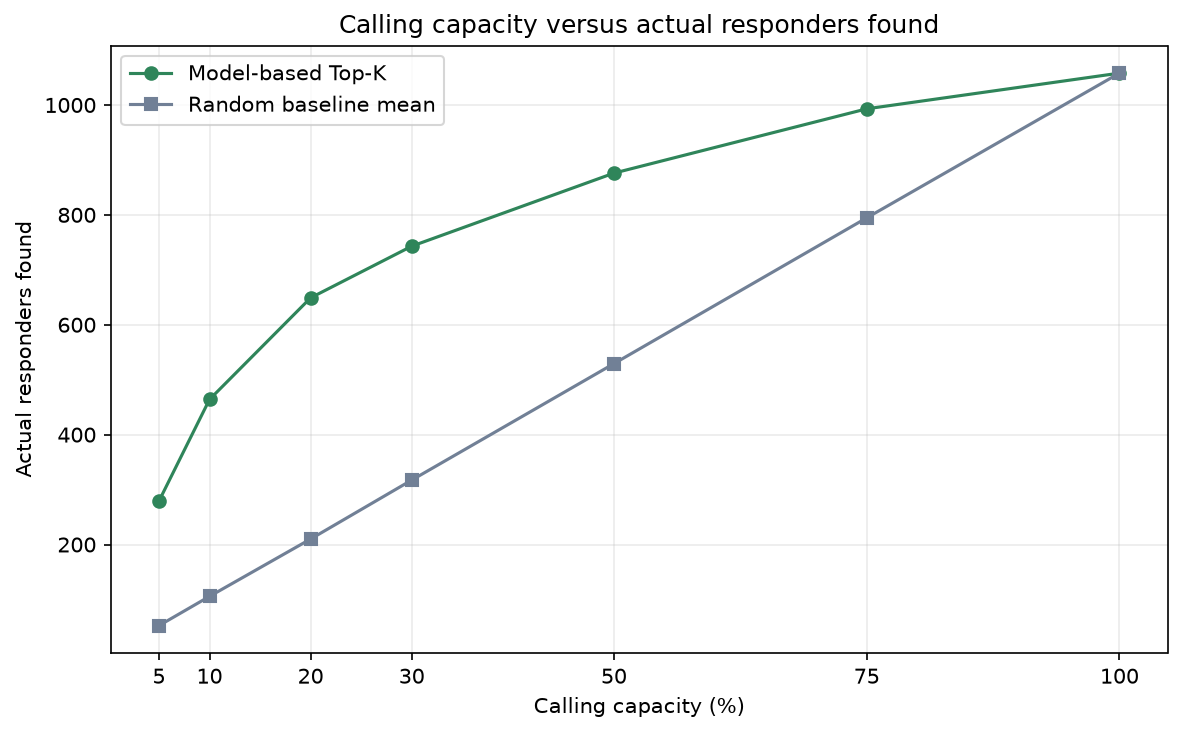 Calling capacity versus actual responders found
Model-based Top-K
Random baseline mean
Actual responders found
1000
800
600
400
200
5 10 20 30 50 75 100
Calling capacity (%)